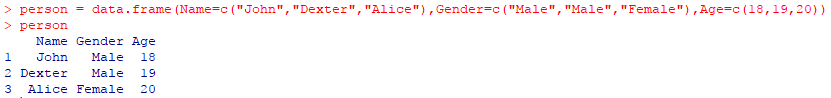 > person = data.frame(Name=c("John","Dexter","Alice"),Gender=c("Male","Male","Female"),Age=c(18,19,20))
> person
    Name Gender Age
1   John   Male  18
2 Dexter   Male  19
3  Alice Female  20